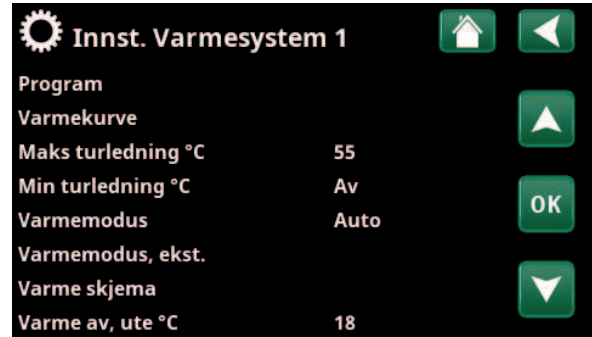 Innst. Varmesystem 1
Program
Varmekurve
Maks turledning °C 55
Min turledning °C Av
Varmemodus Auto
Varmemodus, ekst.
Varme skjema
Varme av, ute °C 18
OK